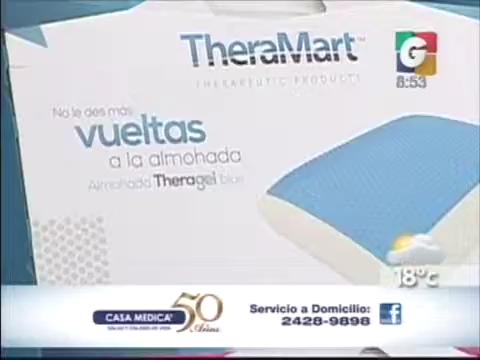 TheraMart™
THERAPEUTIC PRODUCTS
G
8:53
No le des más
vueltas
a la almohada
Almohada Theragel blue
18°C
CASA MEDICA®
50
Años
Servicio a Domicilio:
2428-9898
f